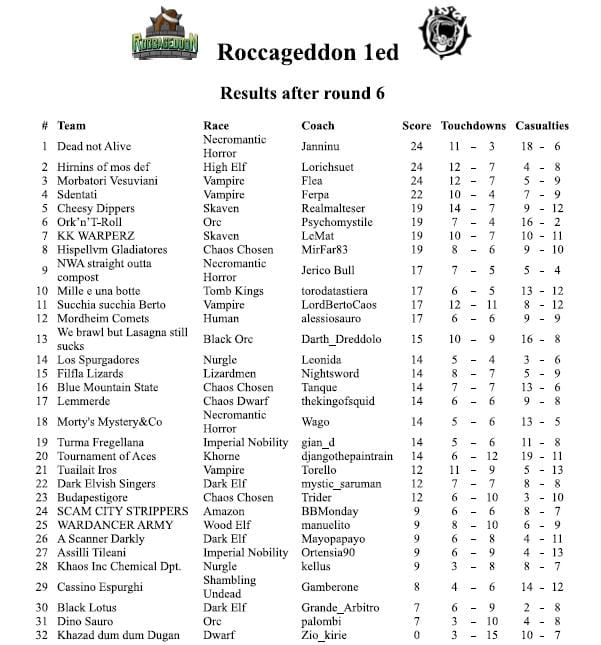 ROCCAGEDDON
Roccageddon 1ed
Results after round 6
# Team Race Coach Score Touchdowns Casualties
1 Dead not Alive Necromantic Horror Janninu 24 11 - 3 18 - 6
2 Hirnins of mos def High Elf Lorichsuet 24 12 - 7 4 - 8
3 Morbatori Vesuviani Vampire Flea 24 12 - 7 5 - 9
4 Sdentati Vampire Ferpa 22 10 - 4 7 - 9
5 Cheesy Dippers Skaven Realmalteser 19 14 - 7 9 - 12
6 Ork'n'T-Roll Orc Psychomystile 19 7 - 4 16 - 2
7 KK WARPERZ Skaven LeMat 19 10 - 7 10 - 11
8 Hispellvm Gladiatores Chaos Chosen MirFar83 19 8 - 6 9 - 10
9 NWA straight outta compost Necromantic Horror Jerico Bull 17 7 - 5 5 - 4
10 Mille e una botte Tomb Kings torodatastiera 17 6 - 5 13 - 12
11 Succhia succhia Berto Vampire LordBertoCaos 17 12 - 11 8 - 12
12 Mordheim Comets Human alessiosauro 17 6 - 6 9 - 9
13 We brawl but Lasagna still sucks Black Orc Darth_Dreddolo 15 10 - 9 16 - 8
14 Los Spurgadores Nurgle Leonida 14 5 - 4 3 - 6
15 Filfla Lizards Lizardmen Nightsword 14 8 - 7 5 - 9
16 Blue Mountain State Chaos Chosen Tanque 14 7 - 7 13 - 6
17 Lemmerde Chaos Dwarf thekingofsquid 14 6 - 6 9 - 8
18 Morty's Mystery&Co Necromantic Horror Wago 14 5 - 6 13 - 5
19 Turma Fregellana Imperial Nobility gian_d 14 5 - 6 11 - 8
20 Tournament of Aces Khorne djangothepaintrain 14 6 - 12 19 - 11
21 Tuailait Iros Vampire Torello 12 11 - 9 5 - 13
22 Dark Elvish Singers Dark Elf mystic_saruman 12 7 - 7 8 - 8
23 Budapestigore Chaos Chosen Trider 12 6 - 10 3 - 10
24 SCAM CITY STRIPPERS Amazon BBMonday 9 6 - 6 8 - 7
25 WARDANCER ARMY Wood Elf manuelito 9 8 - 10 6 - 9
26 A Scanner Darkly Dark Elf Mayopapayo 9 6 - 8 4 - 11
27 Assilli Tileani Imperial Nobility Ortensia90 9 6 - 9 4 - 13
28 Khaos Inc Chemical Dpt. Nurgle kellus 9 3 - 8 8 - 7
29 Cassino Espurghi Shambling Undead Gamberone 8 4 - 6 14 - 12
30 Black Lotus Dark Elf Grande_Arbitro 7 6 - 9 2 - 8
31 Dino Sauro Orc palombi 7 3 - 10 4 - 8
32 Khazad dum dum Dugan Dwarf Zio_kirie 0 3 - 15 10 - 7